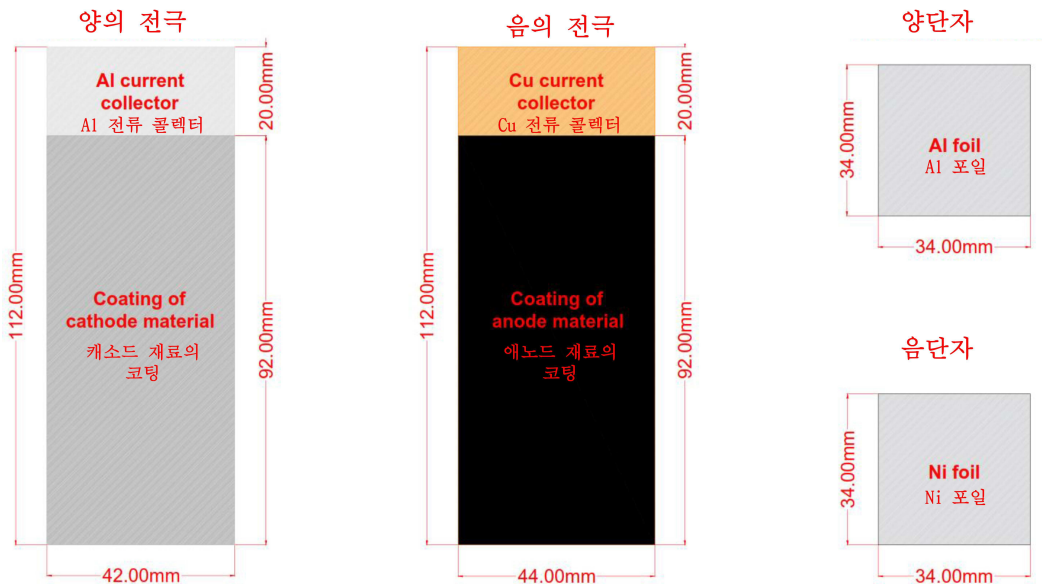 양의 전극
Al current
collector
Al 전류 콜렉터
20.00mm
112.00mm
Coating of
cathode material
캐소드 재료의
코팅
92.00mm
42.00mm
음의 전극
Cu current
collector
Cu 전류 콜렉터
20.00mm
112.00mm
Coating of
anode material
애노드 재료의
코팅
92.00mm
44.00mm
양단자
34.00mm
Al foil
Al 포일
34.00mm
음단자
34.00mm
Ni foil
Ni 포일
34.00mm